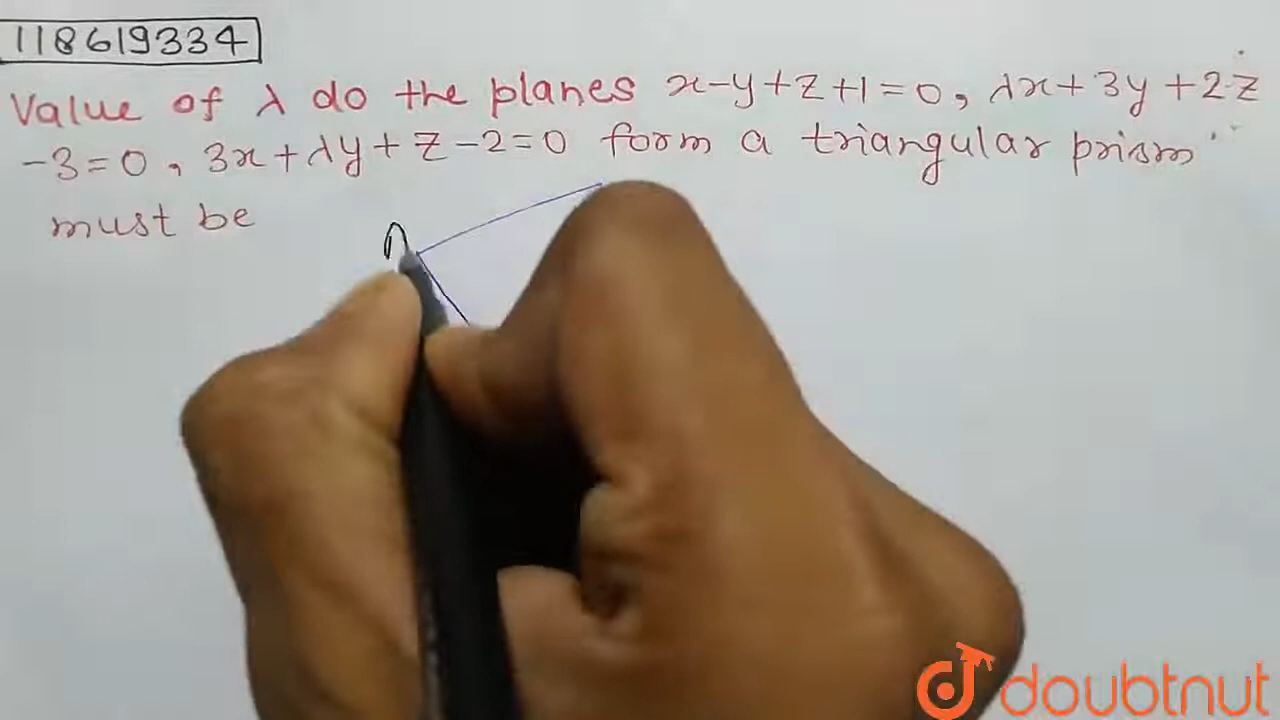 118619334
Value of λ do the planes x-y+z+1=0, λx+3y+2z
-3=0, 3x+λy+z-2=0 form a triangular prism
must be
doubtnut